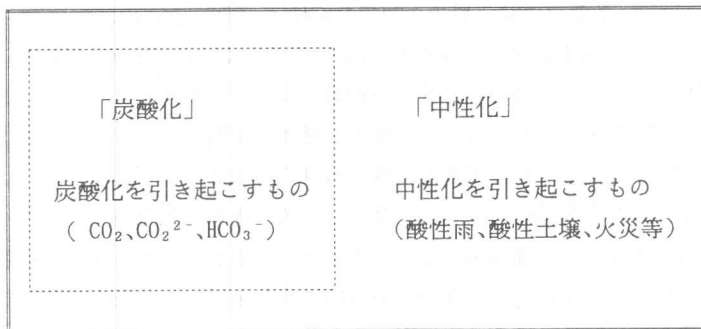 「炭酸化」
炭酸化を引き起こすもの
( CO₂、CO₂²⁻、HCO₃⁻)
「中性化」
中性化を引き起こすもの
(酸性雨、酸性土壌、火災等)